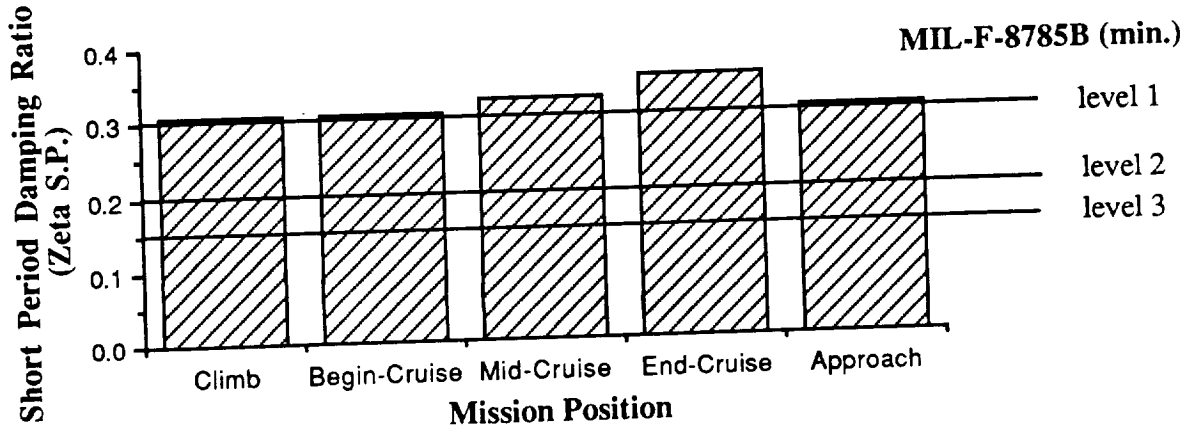 MIL-F-8785B (min.)
Short Period Damping Ratio
(Zeta S.P.)
0.4
0.3
0.2
0.1
0.0
level 1
level 2
level 3
Climb
Begin-Cruise
Mid-Cruise
End-Cruise
Approach
Mission Position